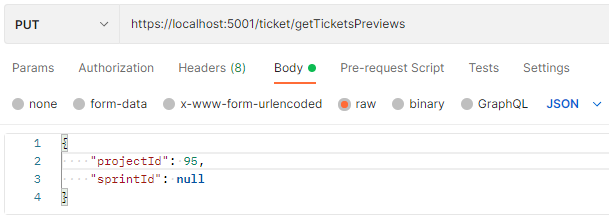 PUT https://localhost:5001/ticket/getTicketsPreviews
Params Authorization Headers (8) Body Pre-request Script Tests Settings
none form-data x-www-form-urlencoded raw binary GraphQL JSON
1 {
2 "projectId": 95,
3 "sprintId": null
4 }